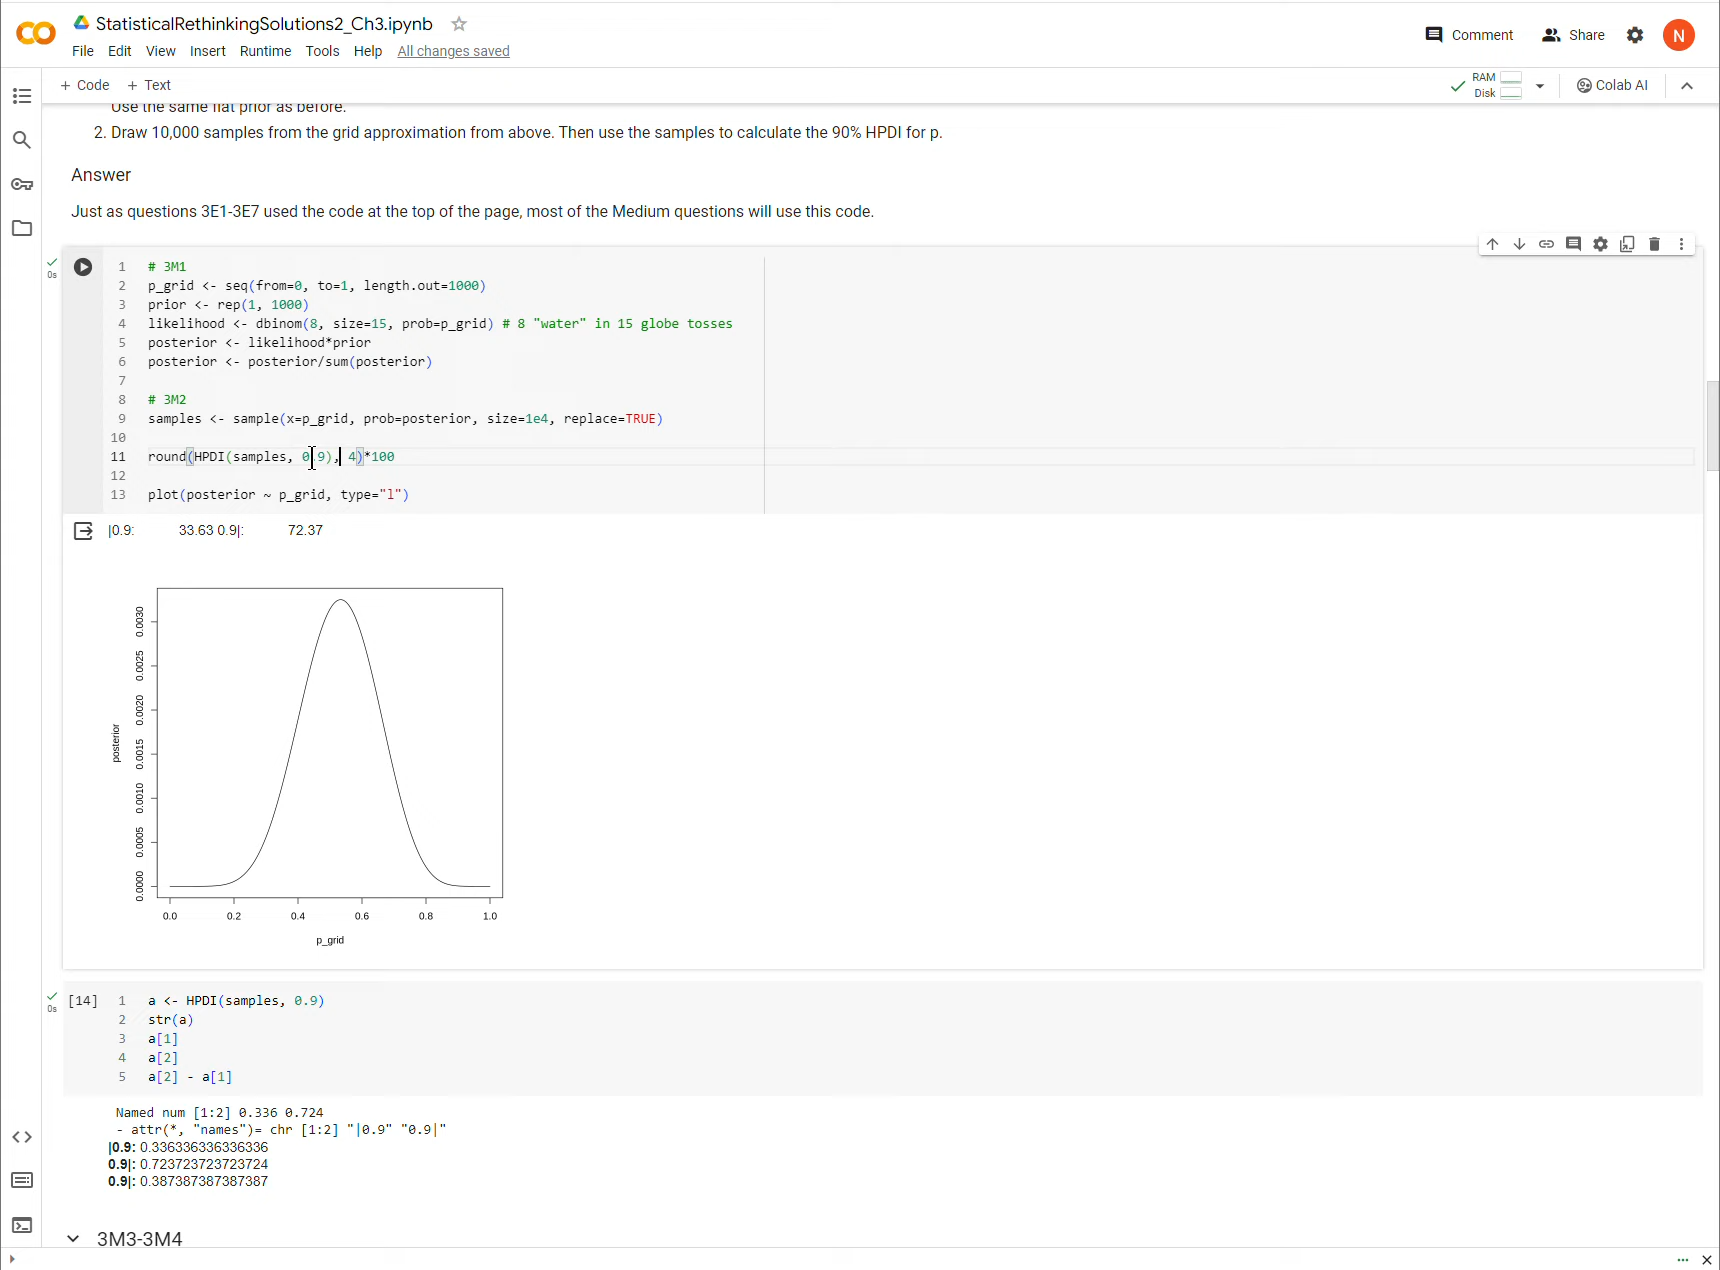 StatisticalRethinkingSolutions2_Ch3.ipynb
File Edit View Insert Runtime Tools Help All changes saved
Comment Share N
+ Code + Text
RAM
Disk
Colab AI
Use the same flat prior as before.
2. Draw 10,000 samples from the grid approximation from above. Then use the samples to calculate the 90% HPDI for p.
Answer
Just as questions 3E1-3E7 used the code at the top of the page, most of the Medium questions will use this code.
0s
1 # 3M1
2 p_grid <- seq(from=0, to=1, length.out=1000)
3 prior <- rep(1, 1000)
4 likelihood <- dbinom(8, size=15, prob=p_grid) # 8 "water" in 15 globe tosses
5 posterior <- likelihood*prior
6 posterior <- posterior/sum(posterior)
7
8 # 3M2
9 samples <- sample(x=p_grid, prob=posterior, size=1e4, replace=TRUE)
10
11 round(HPDI(samples, 0.9), 4)*100
12
13 plot(posterior ~ p_grid, type="l")
|0.9: 33.63 0.9|: 72.37
posterior
0.0030
0.0025
0.0020
0.0015
0.0010
0.0005
0.0000
0.0 0.2 0.4 0.6 0.8 1.0
p_grid
0s
[14] 1 a <- HPDI(samples, 0.9)
2 str(a)
3 a[1]
4 a[2]
5 a[2] - a[1]
Named num [1:2] 0.336 0.724
- attr(*, "names")= chr [1:2] "|0.9" "0.9|"
|0.9: 0.336336336336336
0.9|: 0.723723723723724
0.9|: 0.387387387387387
3M3-3M4